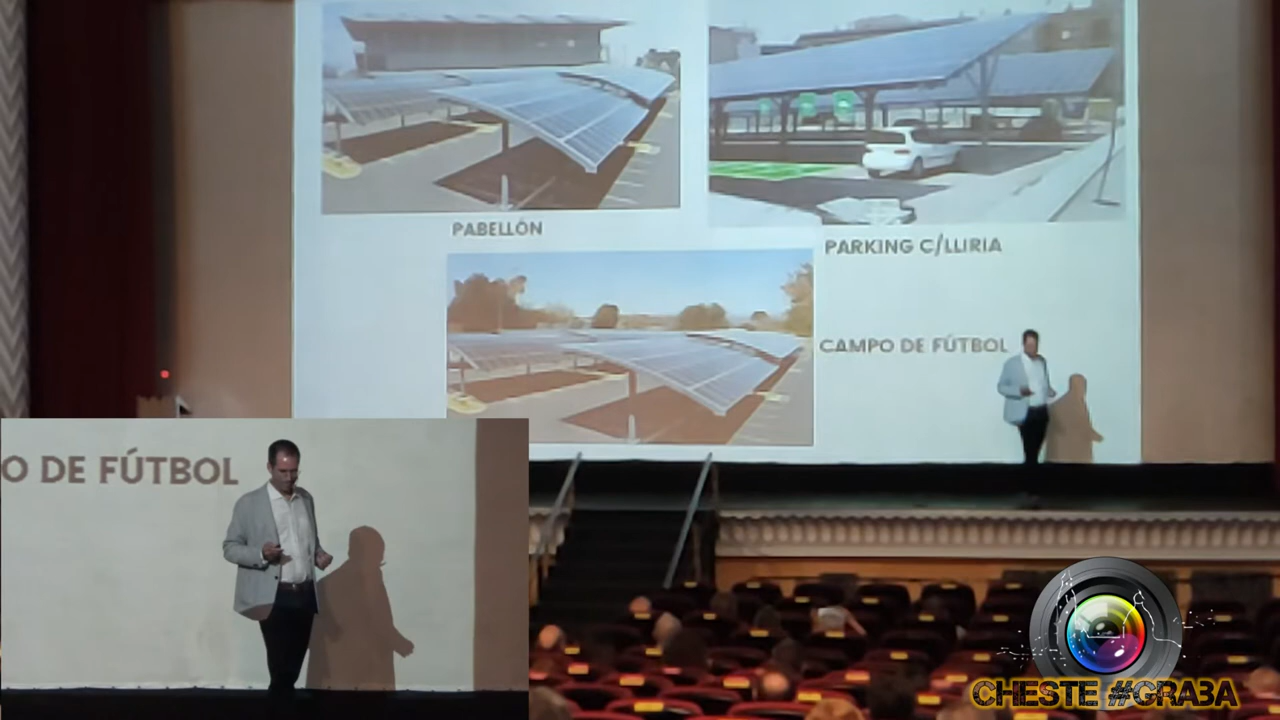 PABELLÓN
PARKING C/LLIRIA
CAMPO DE FÚTBOL
O DE FÚTBOL
CHESTE #GRABA